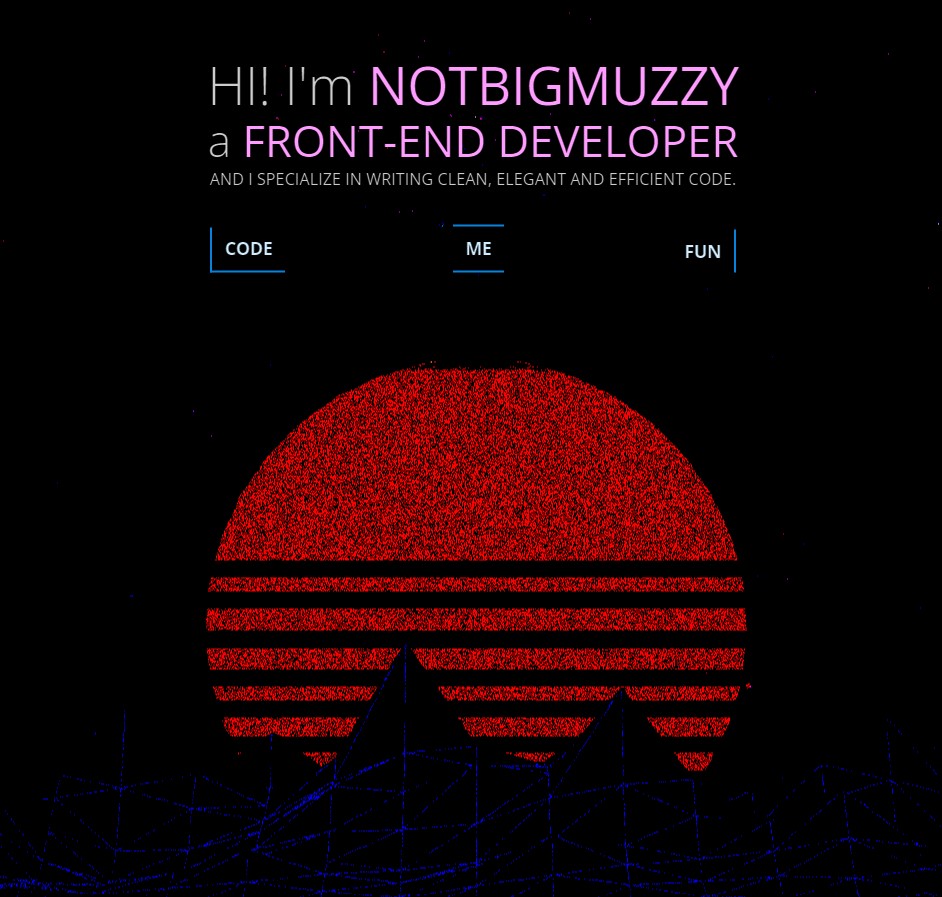 HI! I'm NOTBIGMUZZY
a FRONT-END DEVELOPER
AND I SPECIALIZE IN WRITING CLEAN, ELEGANT AND EFFICIENT CODE.
CODE
ME
FUN